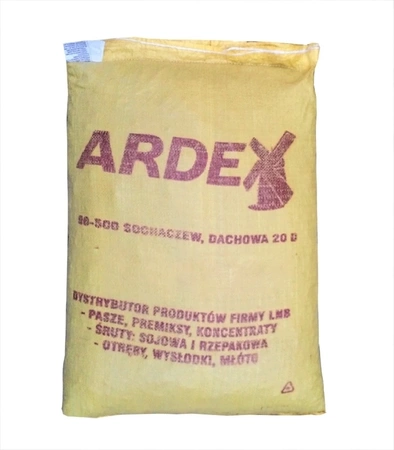 ARDEX
96-500 SOCHACZEW, DACHOWA 20 D
DYSTRYBUTOR PRODUKTÓW FIRMY LNB
- PASZE, PREMIKSY, KONCENTRATY
- ŚRUTY: SOJOWA I RZEPAKOWA
- OTRĘBY, WYSŁODKI, MŁÓTO